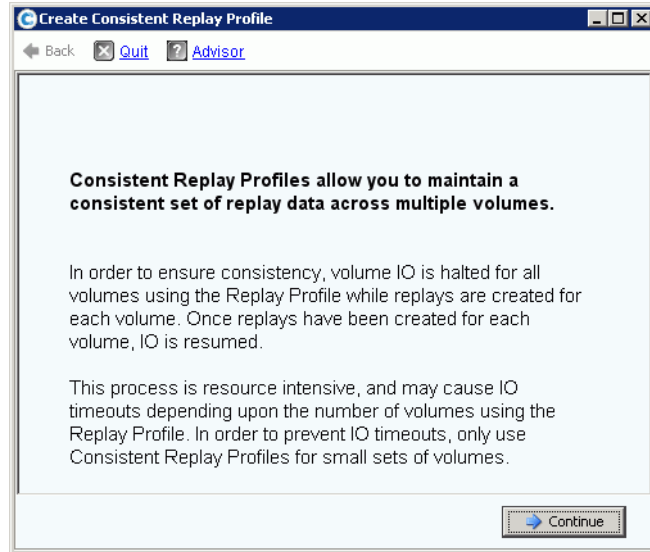 Create Consistent Replay Profile
Back Quit Advisor
Consistent Replay Profiles allow you to maintain a
consistent set of replay data across multiple volumes.
In order to ensure consistency, volume IO is halted for all
volumes using the Replay Profile while replays are created for
each volume. Once replays have been created for each
volume, IO is resumed.
This process is resource intensive, and may cause IO
timeouts depending upon the number of volumes using the
Replay Profile. In order to prevent IO timeouts, only use
Consistent Replay Profiles for small sets of volumes.
Continue